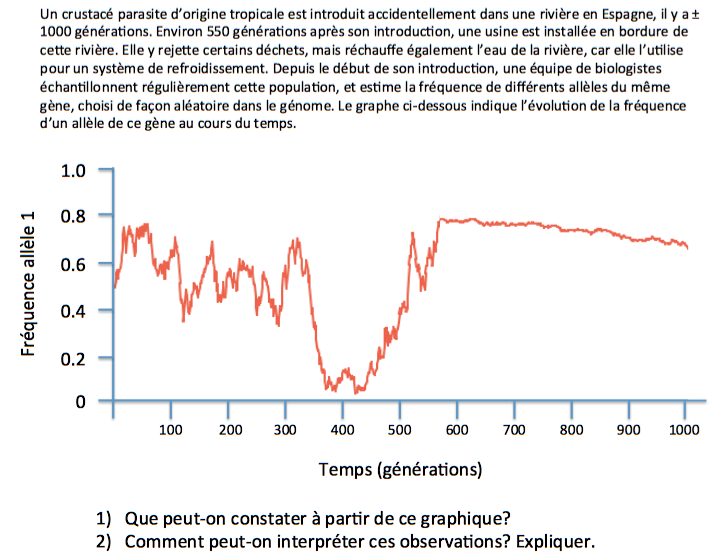 Un crustacé parasite d’origine tropicale est introduit accidentellement dans une rivière en Espagne, il y a ±
1000 générations. Environ 550 générations après son introduction, une usine est installée en bordure de
cette rivière. Elle y rejette certains déchets, mais réchauffe également l’eau de la rivière, car elle l’utilise
pour un système de refroidissement. Depuis le début de son introduction, une équipe de biologistes
échantillonnent régulièrement cette population, et estime la fréquence de différents allèles du même
gène, choisi de façon aléatoire dans le génome. Le graphe ci-dessous indique l’évolution de la fréquence
d’un allèle de ce gène au cours du temps.
1.0
0.8
0.6
0.4
0.2
0
Fréquence allèle 1
100 200 300 400 500 600 700 800 900 1000
Temps (générations)
1) Que peut-on constater à partir de ce graphique?
2) Comment peut-on interpréter ces observations? Expliquer.